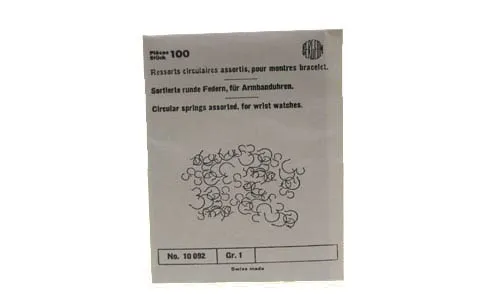 Pièces 100
Stück
BERGEON
Ressorts circulaires assortis, pour montres bracelet.
Sortierte runde Federn, für Armbanduhren.
Circular springs assorted, for wrist watches.
No. 10 092 Gr. 1
Swiss made